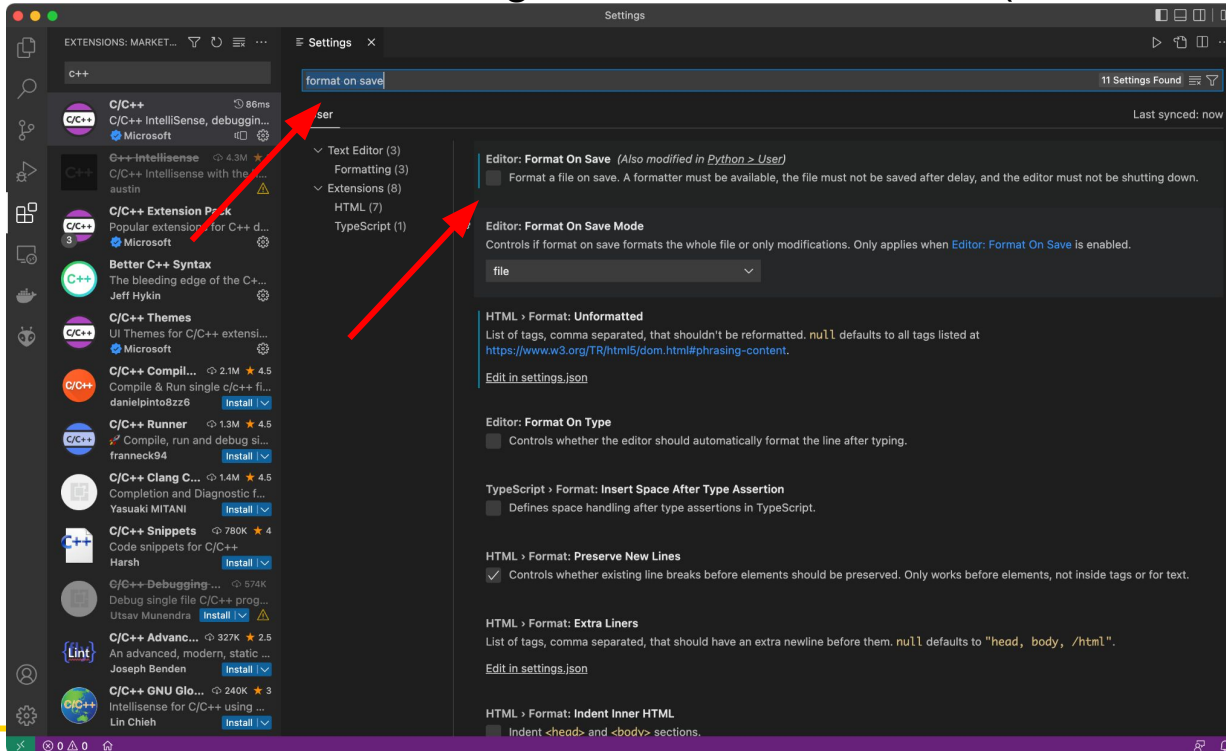 Settings
EXTENSIONS: MARKET...
c++
C/C++ 86ms
C/C++ IntelliSense, debuggin...
Microsoft
C++ Intellisense 4.3M
C/C++ Intellisense with the
austin
C/C++ Extension Pack
Popular extensions for C++ d...
3 Microsoft
Better C++ Syntax
The bleeding edge of the C+...
Jeff Hykin
C/C++ Themes
UI Themes for C/C++ extensi...
Microsoft
C/C++ Compil... 2.1M 4.5
Compile & Run single c/c++ fi...
danielpinto8zz6 Install
C/C++ Runner 1.3M 4.5
🚀 Compile, run and debug si...
franneck94 Install
C/C++ Clang C... 1.4M 4.5
Completion and Diagnostic f...
Yasuaki MITANI Install
C/C++ Snippets 780K 4
Code snippets for C/C++
Harsh Install
C/C++ Debugging ... 574K
Debug single file C/C++ prog...
Utsav Munendra Install
C/C++ Advanc... 327K 2.5
An advanced, modern, static ...
Joseph Benden Install
C/C++ GNU Glo... 240K 3
Intellisense for C/C++ using ...
Lin Chieh Install
Settings
format on save
11 Settings Found
User
Last synced: now
Text Editor (3)
Formatting (3)
Extensions (8)
HTML (7)
TypeScript (1)
Editor: Format On Save (Also modified in Python > User)
Format a file on save. A formatter must be available, the file must not be saved after delay, and the editor must not be shutting down.
Editor: Format On Save Mode
Controls if format on save formats the whole file or only modifications. Only applies when Editor: Format On Save is enabled.
file
HTML › Format: Unformatted
List of tags, comma separated, that shouldn't be reformatted. null defaults to all tags listed at
https://www.w3.org/TR/html5/dom.html#phrasing-content.
Edit in settings.json
Editor: Format On Type
Controls whether the editor should automatically format the line after typing.
TypeScript › Format: Insert Space After Type Assertion
Defines space handling after type assertions in TypeScript.
HTML › Format: Preserve New Lines
Controls whether existing line breaks before elements should be preserved. Only works before elements, not inside tags or for text.
HTML › Format: Extra Liners
List of tags, comma separated, that should have an extra newline before them. null defaults to "head, body, /html".
Edit in settings.json
HTML › Format: Indent Inner HTML
Indent <head> and <body> sections.
0 0